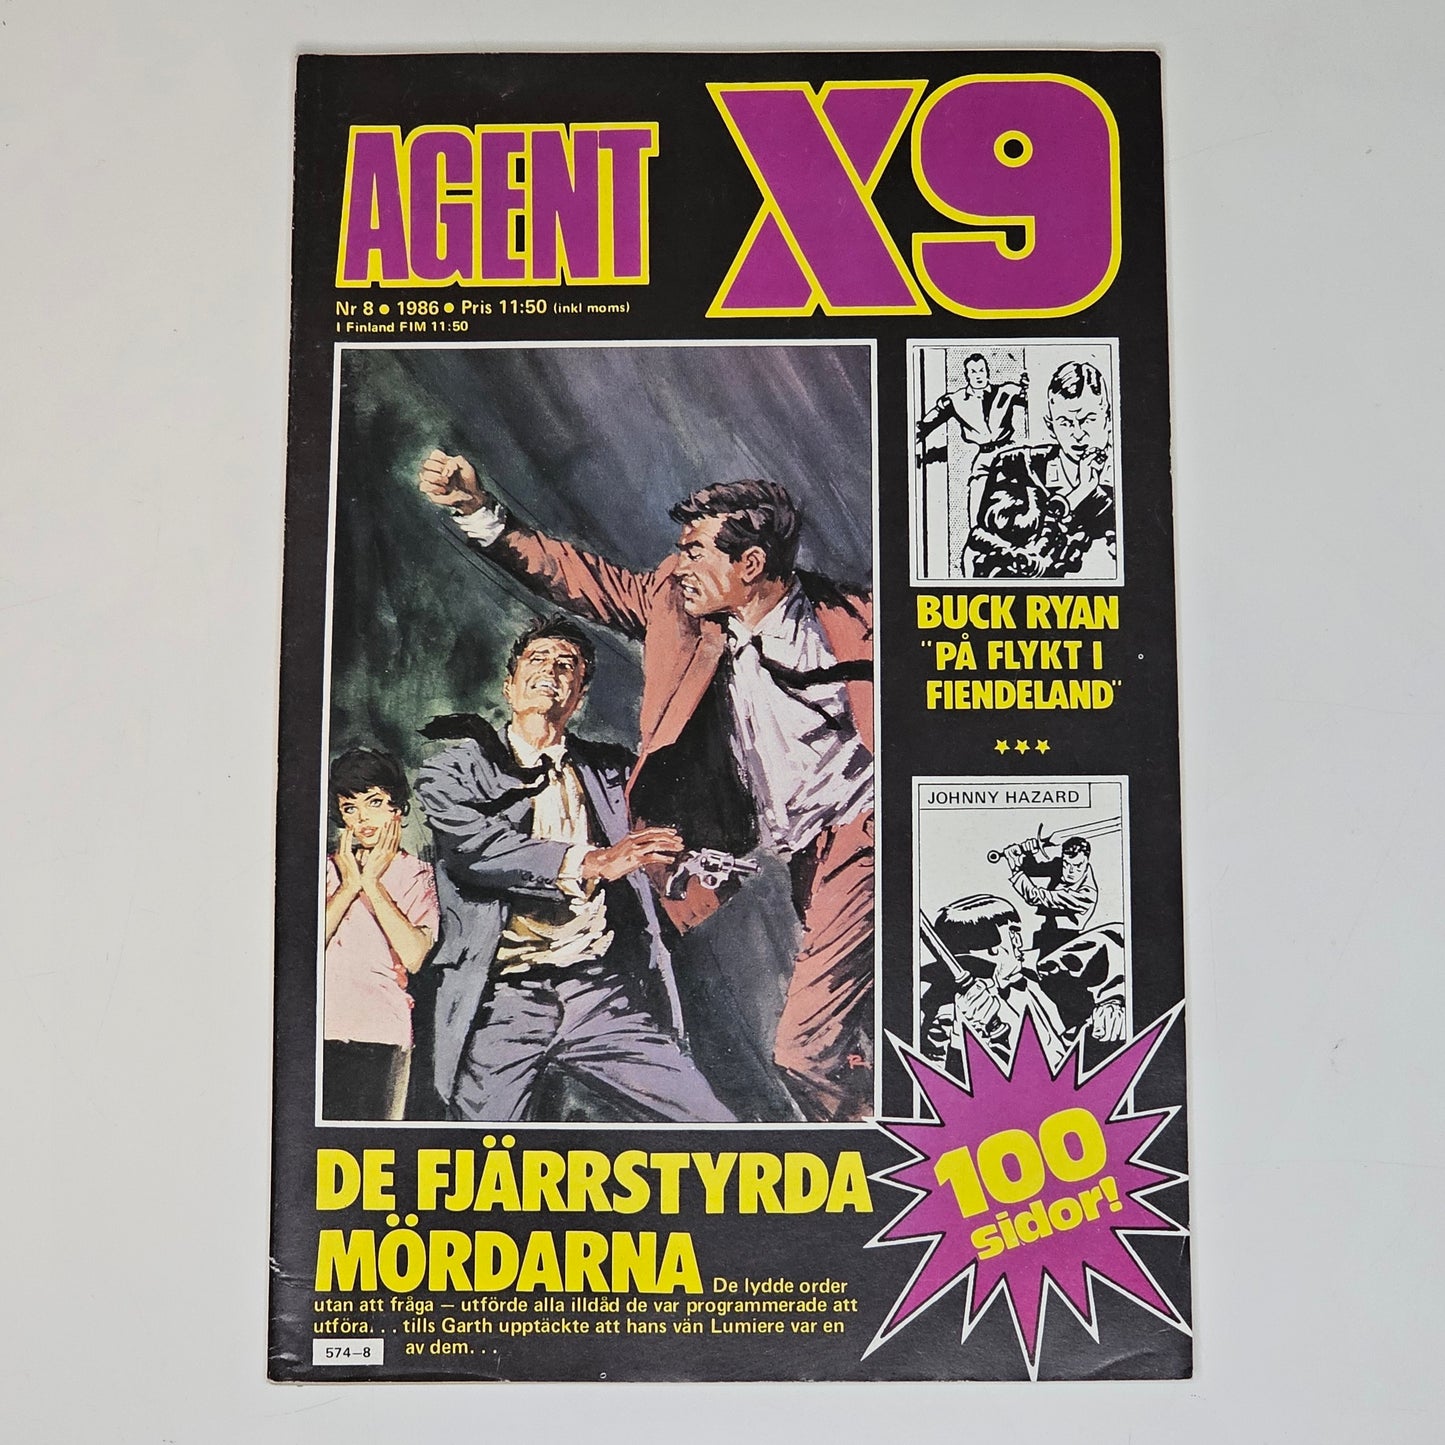 AGENT X9
Nr 8 ● 1986 ● Pris 11:50 (inkl moms)
I Finland FIM 11:50
BUCK RYAN
"PÅ FLYKT I
FIENDELAND"
JOHNNY HAZARD
100
sidor!
DE FJÄRRSTYRDA
MÖRDARNA De lydde order
utan att fråga — utförde alla illdåd de var programmerade att
utföra. . . tills Garth upptäckte att hans vän Lumiere var en
av dem. . .
574—8